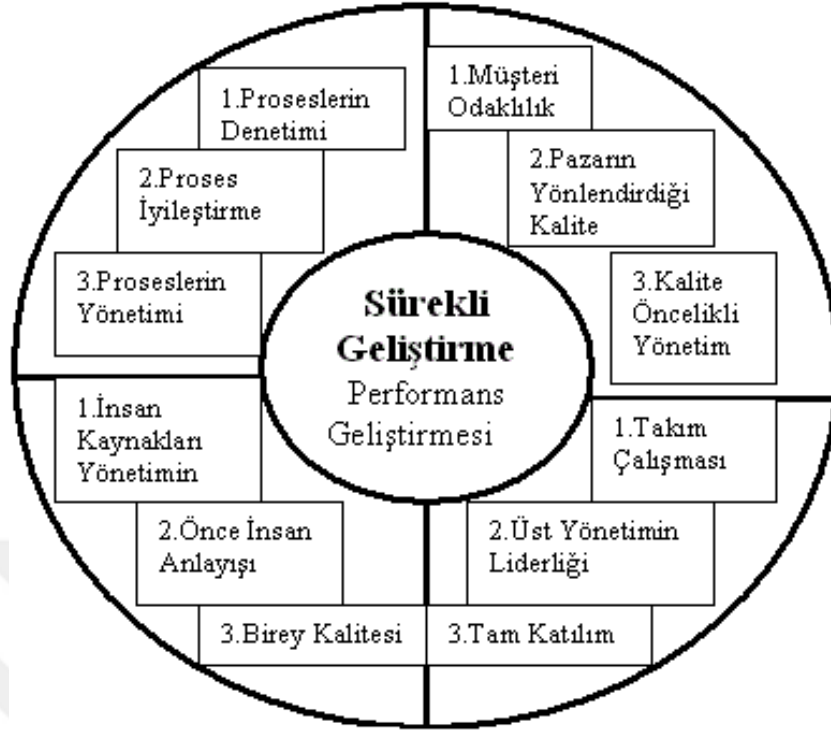 1.Proseslerin
Denetimi
2.Proses
İyileştirme
3.Proseslerin
Yönetimi
1.Müşteri
Odaklılık
2.Pazarın
Yönlendirdiği
Kalite
3.Kalite
Öncelikli
Yönetim
Sürekli
Geliştirme
Performans
Geliştirmesi
1.İnsan
Kaynakları
Yönetimin
2.Önce İnsan
Anlayışı
3.Birey Kalitesi
1.Takım
Çalışması
2.Üst Yönetimin
Liderliği
3.Tam Katılım